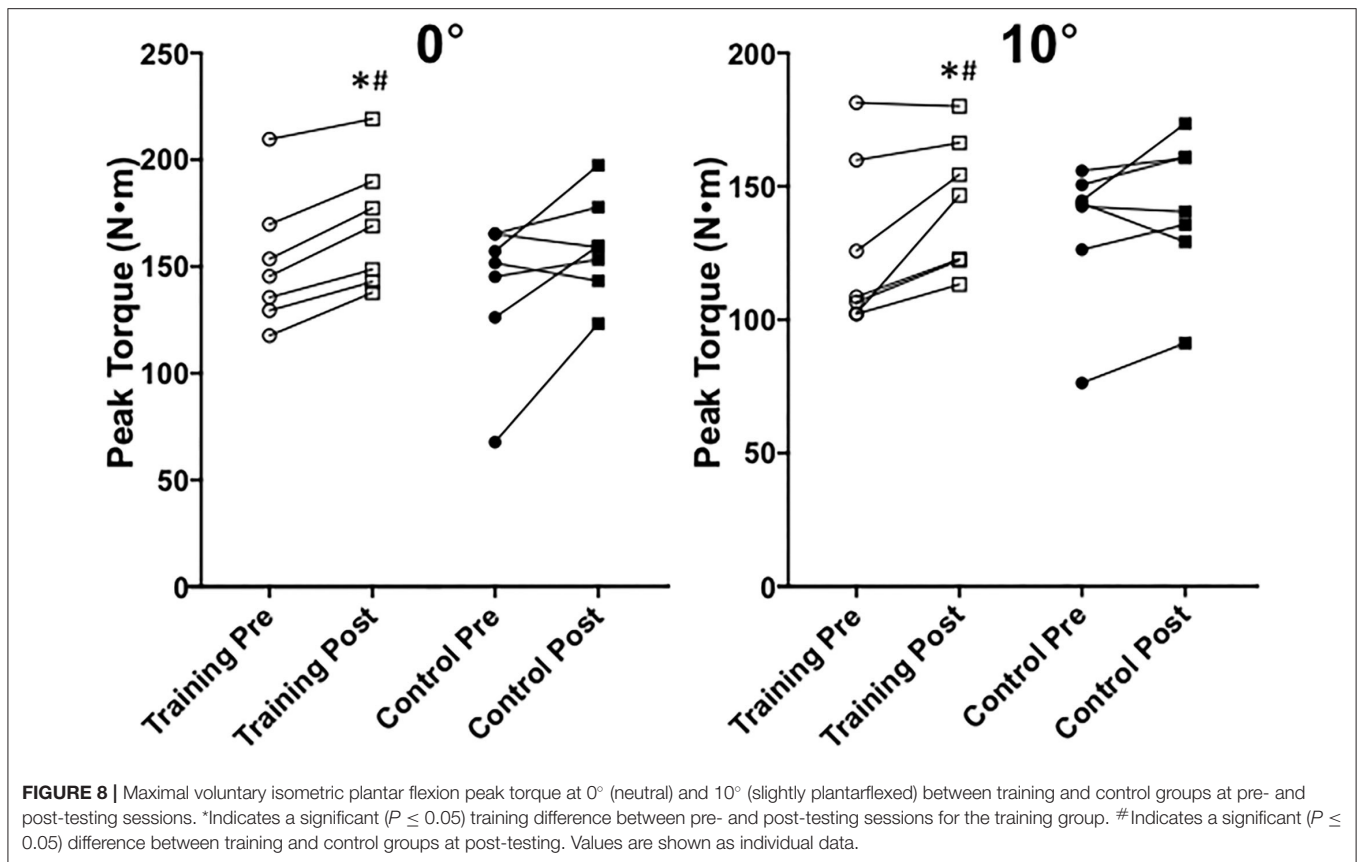 0°
Peak Torque (N•m)
250
200
150
100
50
0
*#
Training Pre
Training Post
Control Pre
Control Post
10°
Peak Torque (N•m)
200
150
100
50
0
*#
Training Pre
Training Post
Control Pre
Control Post
FIGURE 8 | Maximal voluntary isometric plantar flexion peak torque at 0° (neutral) and 10° (slightly plantarflexed) between training and control groups at pre- and
post-testing sessions. *Indicates a significant (P ≤ 0.05) training difference between pre- and post-testing sessions for the training group. #Indicates a significant (P ≤
0.05) difference between training and control groups at post-testing. Values are shown as individual data.